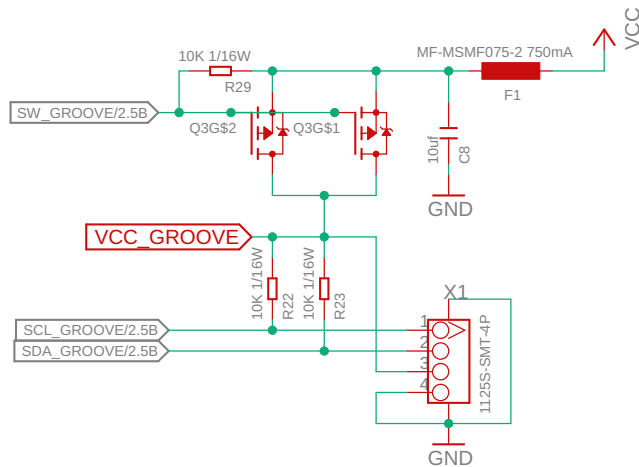 VCC
10K 1/16W
MF-MSMF075-2 750mA
R29
F1
SW_GROOVE/2.5B
Q3G$2
Q3G$1
10uf
C8
GND
VCC_GROOVE
10K 1/16W
R22
10K 1/16W
R23
X1
SCL_GROOVE/2.5B
SDA_GROOVE/2.5B
1
2
3
4
1125S-SMT-4P
GND